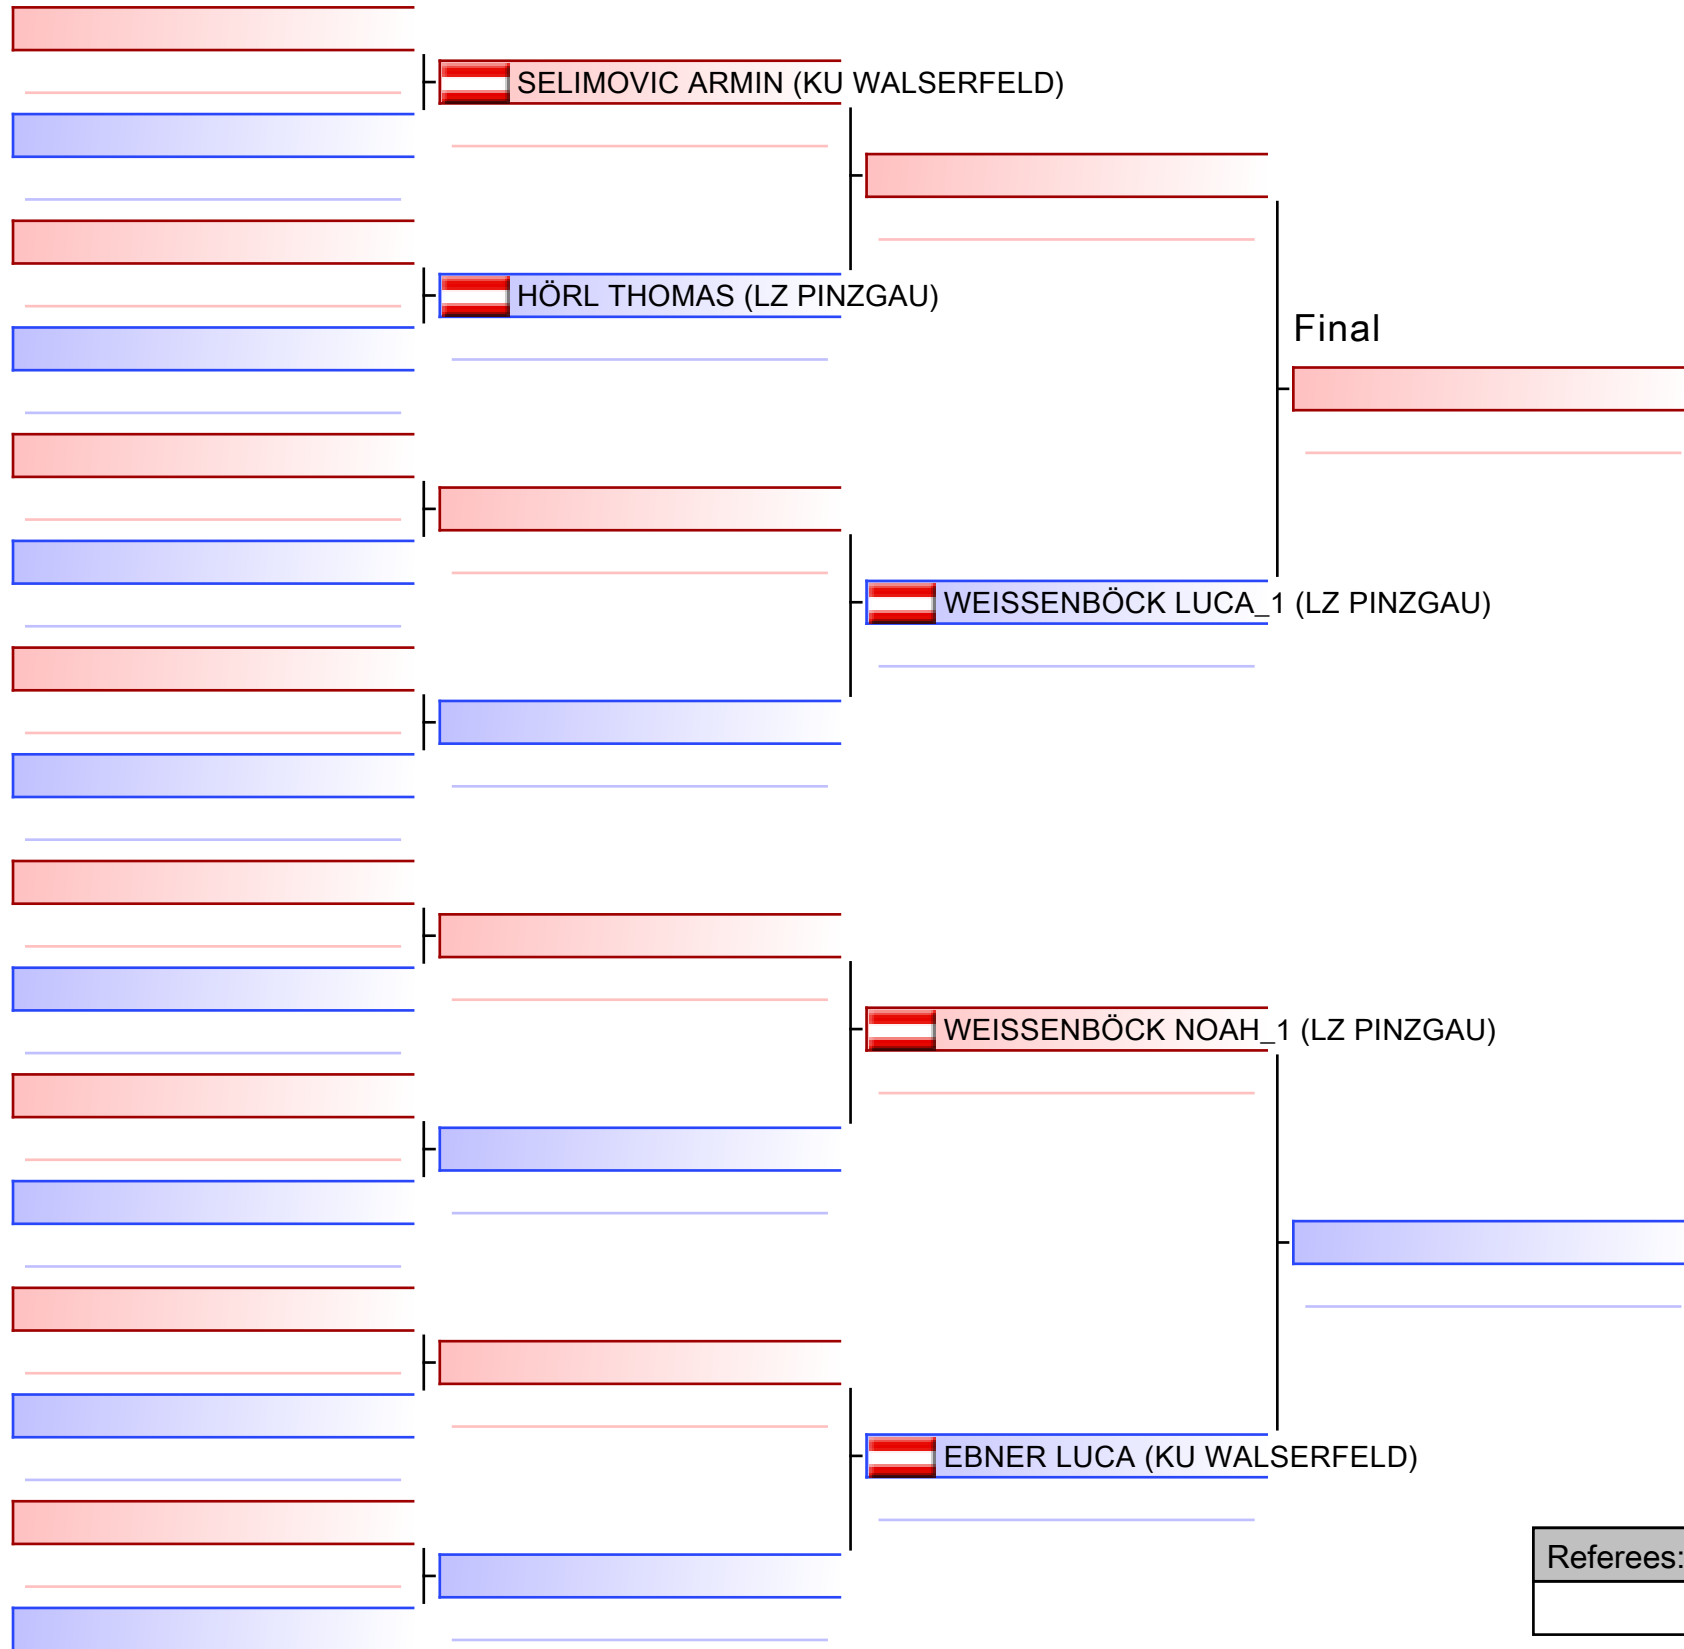 SELIMOVIC ARMIN (KU WALSERFELD)
HÖRL THOMAS (LZ PINZGAU)
Final
WEISSENBÖCK LUCA_1 (LZ PINZGAU)
WEISSENBÖCK NOAH_1 (LZ PINZGAU)
EBNER LUCA (KU WALSERFELD)
Referees: